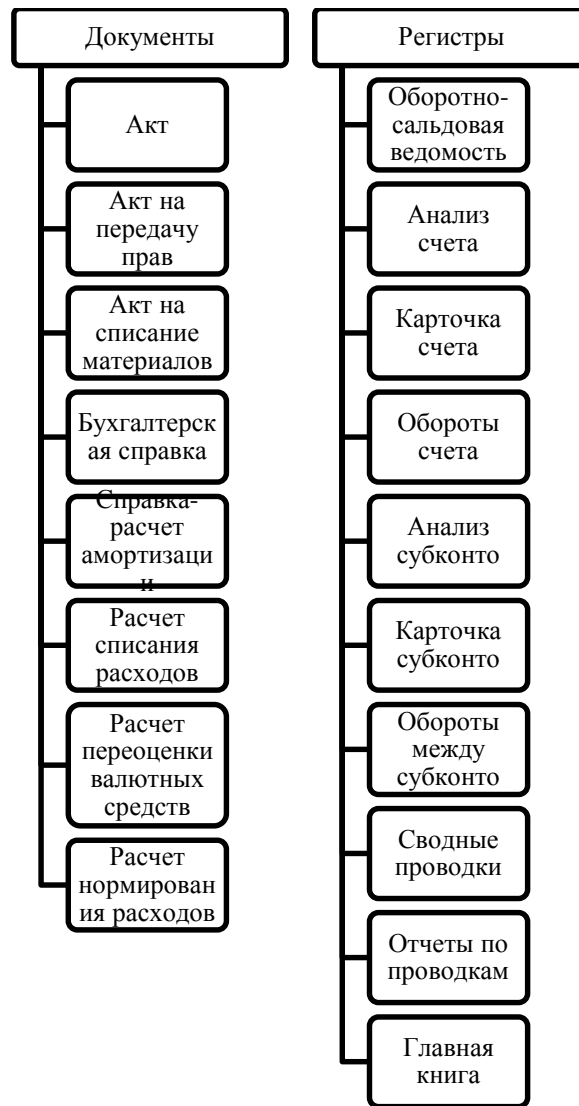 Документы
Акт
Акт на
передачу
прав
Акт на
списание
материалов
Бухгалтерск
ая справка
Справка-
расчет
амортизаци
и
Расчет
списания
расходов
Расчет
переоценки
валютных
средств
Расчет
нормирован
ия расходов
Регистры
Оборотно-
сальдовая
ведомость
Анализ
счета
Карточка
счета
Обороты
счета
Анализ
субконто
Карточка
субконто
Обороты
между
субконто
Сводные
проводки
Отчеты по
проводкам
Главная
книга